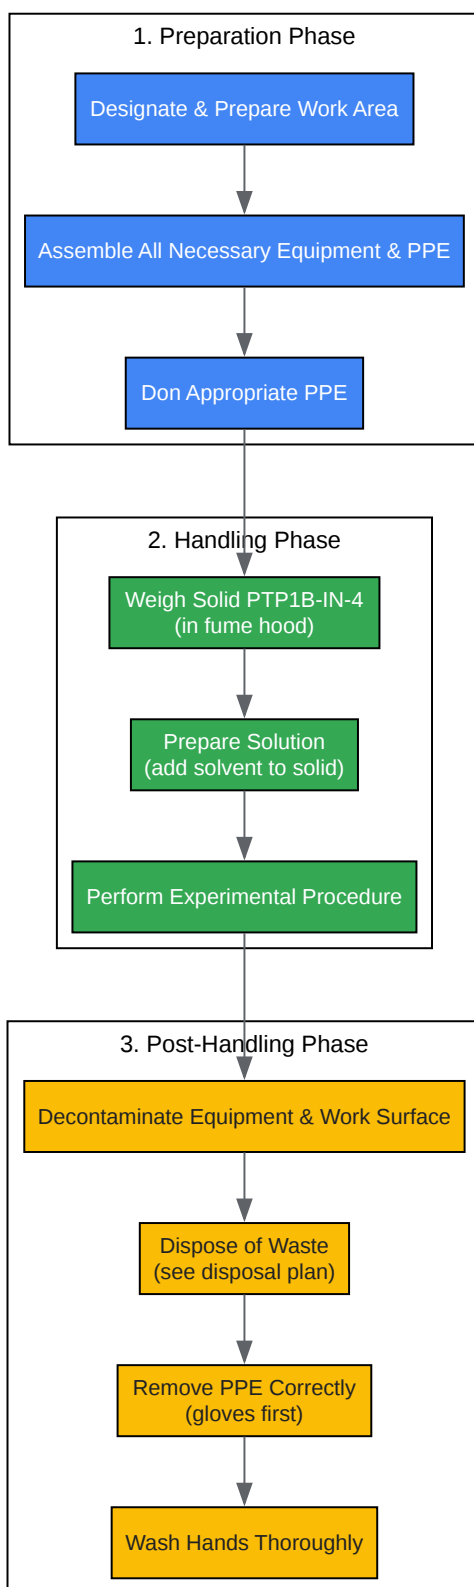 1. Preparation Phase
Designate & Prepare Work Area
Assemble All Necessary Equipment & PPE
Don Appropriate PPE
2. Handling Phase
Weigh Solid PTP1B-IN-4
(in fume hood)
Prepare Solution
(add solvent to solid)
Perform Experimental Procedure
3. Post-Handling Phase
Decontaminate Equipment & Work Surface
Dispose of Waste
(see disposal plan)
Remove PPE Correctly
(gloves first)
Wash Hands Thoroughly